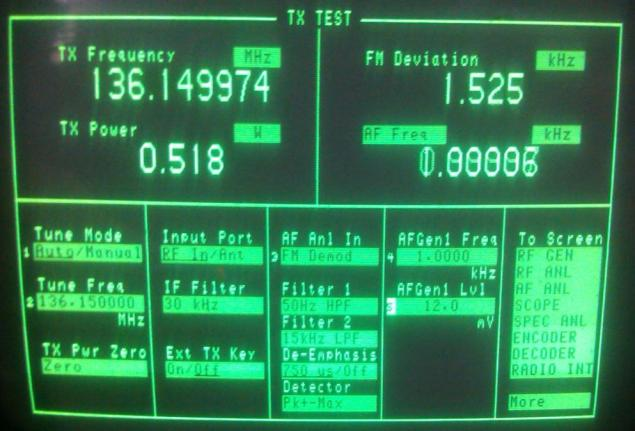 TX TEST
TX Frequency MHz
136.149974
FM Deviation kHz
1.525
TX Power W
0.518
AF Freq kHz
Tune Mode
1 Auto/Manual
Tune Freq
2 136.150000
MHz
TX Pwr Zero
Zero
Input Port
RF In/Ant
IF Filter
30 kHz
Ext TX Key
On/Off
AF Anl In
3 FM Demod
Filter 1
50Hz HPF
Filter 2
15kHz LPF
De-Emphasis
750 us/Off
Detector
Pk+-Max
AFGen1 Freq
4 1.0000
kHz
AFGen1 Lvl
5 12.0
mV
To Screen
RF GEN
RF ANL
AF ANL
SCOPE
SPEC ANL
ENCODER
DECODER
RADIO INT
More